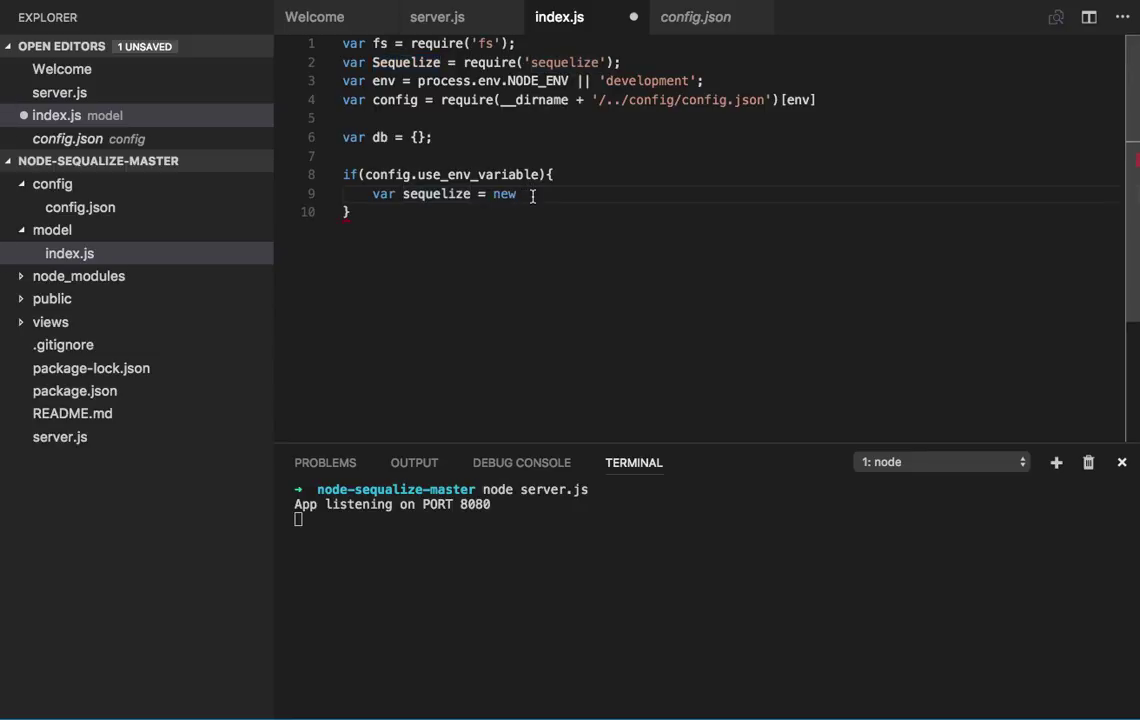 EXPLORER
OPEN EDITORS 1 UNSAVED
Welcome
server.js
index.js model
config.json config
NODE-SEQUALIZE-MASTER
config
config.json
model
index.js
node_modules
public
views
.gitignore
package-lock.json
package.json
README.md
server.js
Welcome server.js index.js config.json
1 var fs = require('fs');
2 var Sequelize = require('sequelize');
3 var env = process.env.NODE_ENV || 'development';
4 var config = require(__dirname + '/../config/config.json')[env]
5
6 var db = {};
7
8 if(config.use_env_variable){
9 var sequelize = new
10 }
PROBLEMS OUTPUT DEBUG CONSOLE TERMINAL 1: node
→ node-sequalize-master node server.js
App listening on PORT 8080